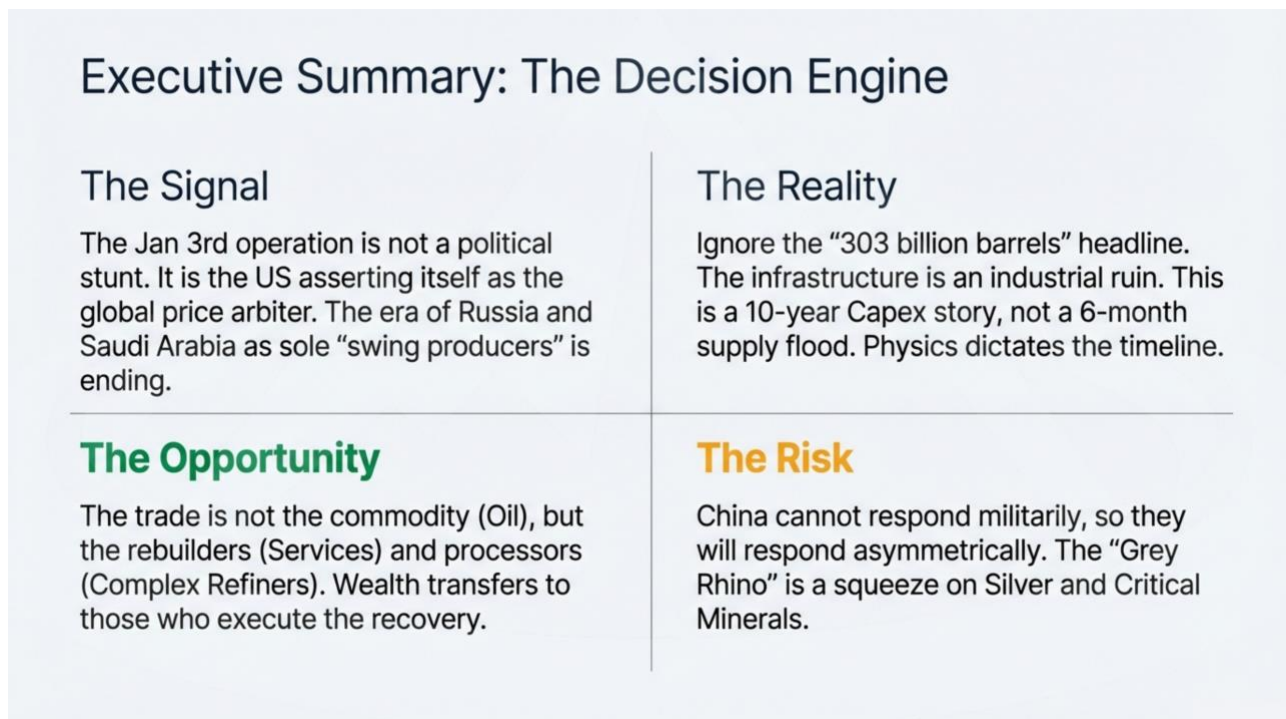 Executive Summary: The Decision Engine
The Signal
The Jan 3rd operation is not a political
stunt. It is the US asserting itself as the
global price arbiter. The era of Russia and
Saudi Arabia as sole “swing producers” is
ending.
The Reality
Ignore the “303 billion barrels” headline.
The infrastructure is an industrial ruin. This
is a 10-year Capex story, not a 6-month
supply flood. Physics dictates the timeline.
The Opportunity
The trade is not the commodity (Oil), but
the rebuilders (Services) and processors
(Complex Refiners). Wealth transfers to
those who execute the recovery.
The Risk
China cannot respond militarily, so they
will respond asymmetrically. The “Grey
Rhino” is a squeeze on Silver and Critical
Minerals.